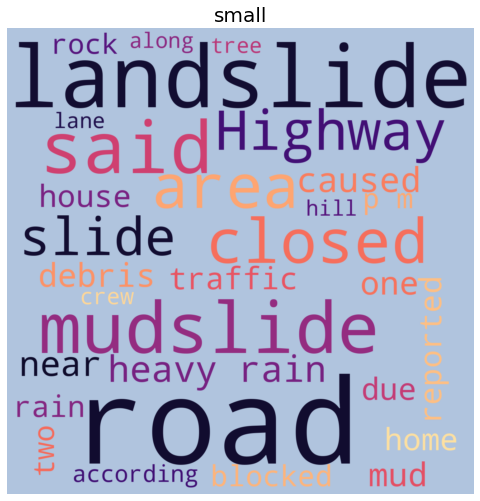 small
rock along tree
landslide
lane
said Highway
house area caused
hill p m
slide closed
debris traffic one
crew
mudslide
reported
near heavy rain
rain due
road
two
home
according blocked mud